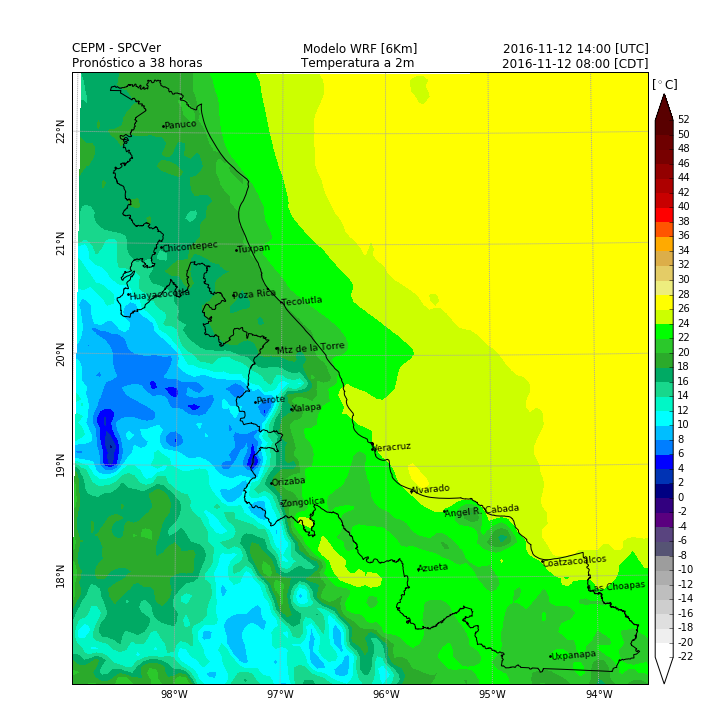 CEPM - SPCVer
Modelo WRF [6Km]
2016-11-12 14:00 [UTC]
Pronóstico a 38 horas
Temperatura a 2m
2016-11-12 08:00 [CDT]
[°C]
52
50
48
46
44
42
40
38
36
34
32
30
28
26
24
22
20
18
16
14
12
10
8
6
4
2
0
-2
-4
-6
-8
-10
-12
-14
-16
-18
-20
-22
22°N
21°N
20°N
19°N
18°N
Panuco
Chicontepec
Tuxpan
Huayacocotla
Poza Rica
Tecolutla
Mtz de la Torre
Perote
Xalapa
Veracruz
Orizaba
Alvarado
Zongolica
Angel R. Cabada
Azueta
Coatzacoalcos
Las Choapas
Uxpanapa
98°W
97°W
96°W
95°W
94°W